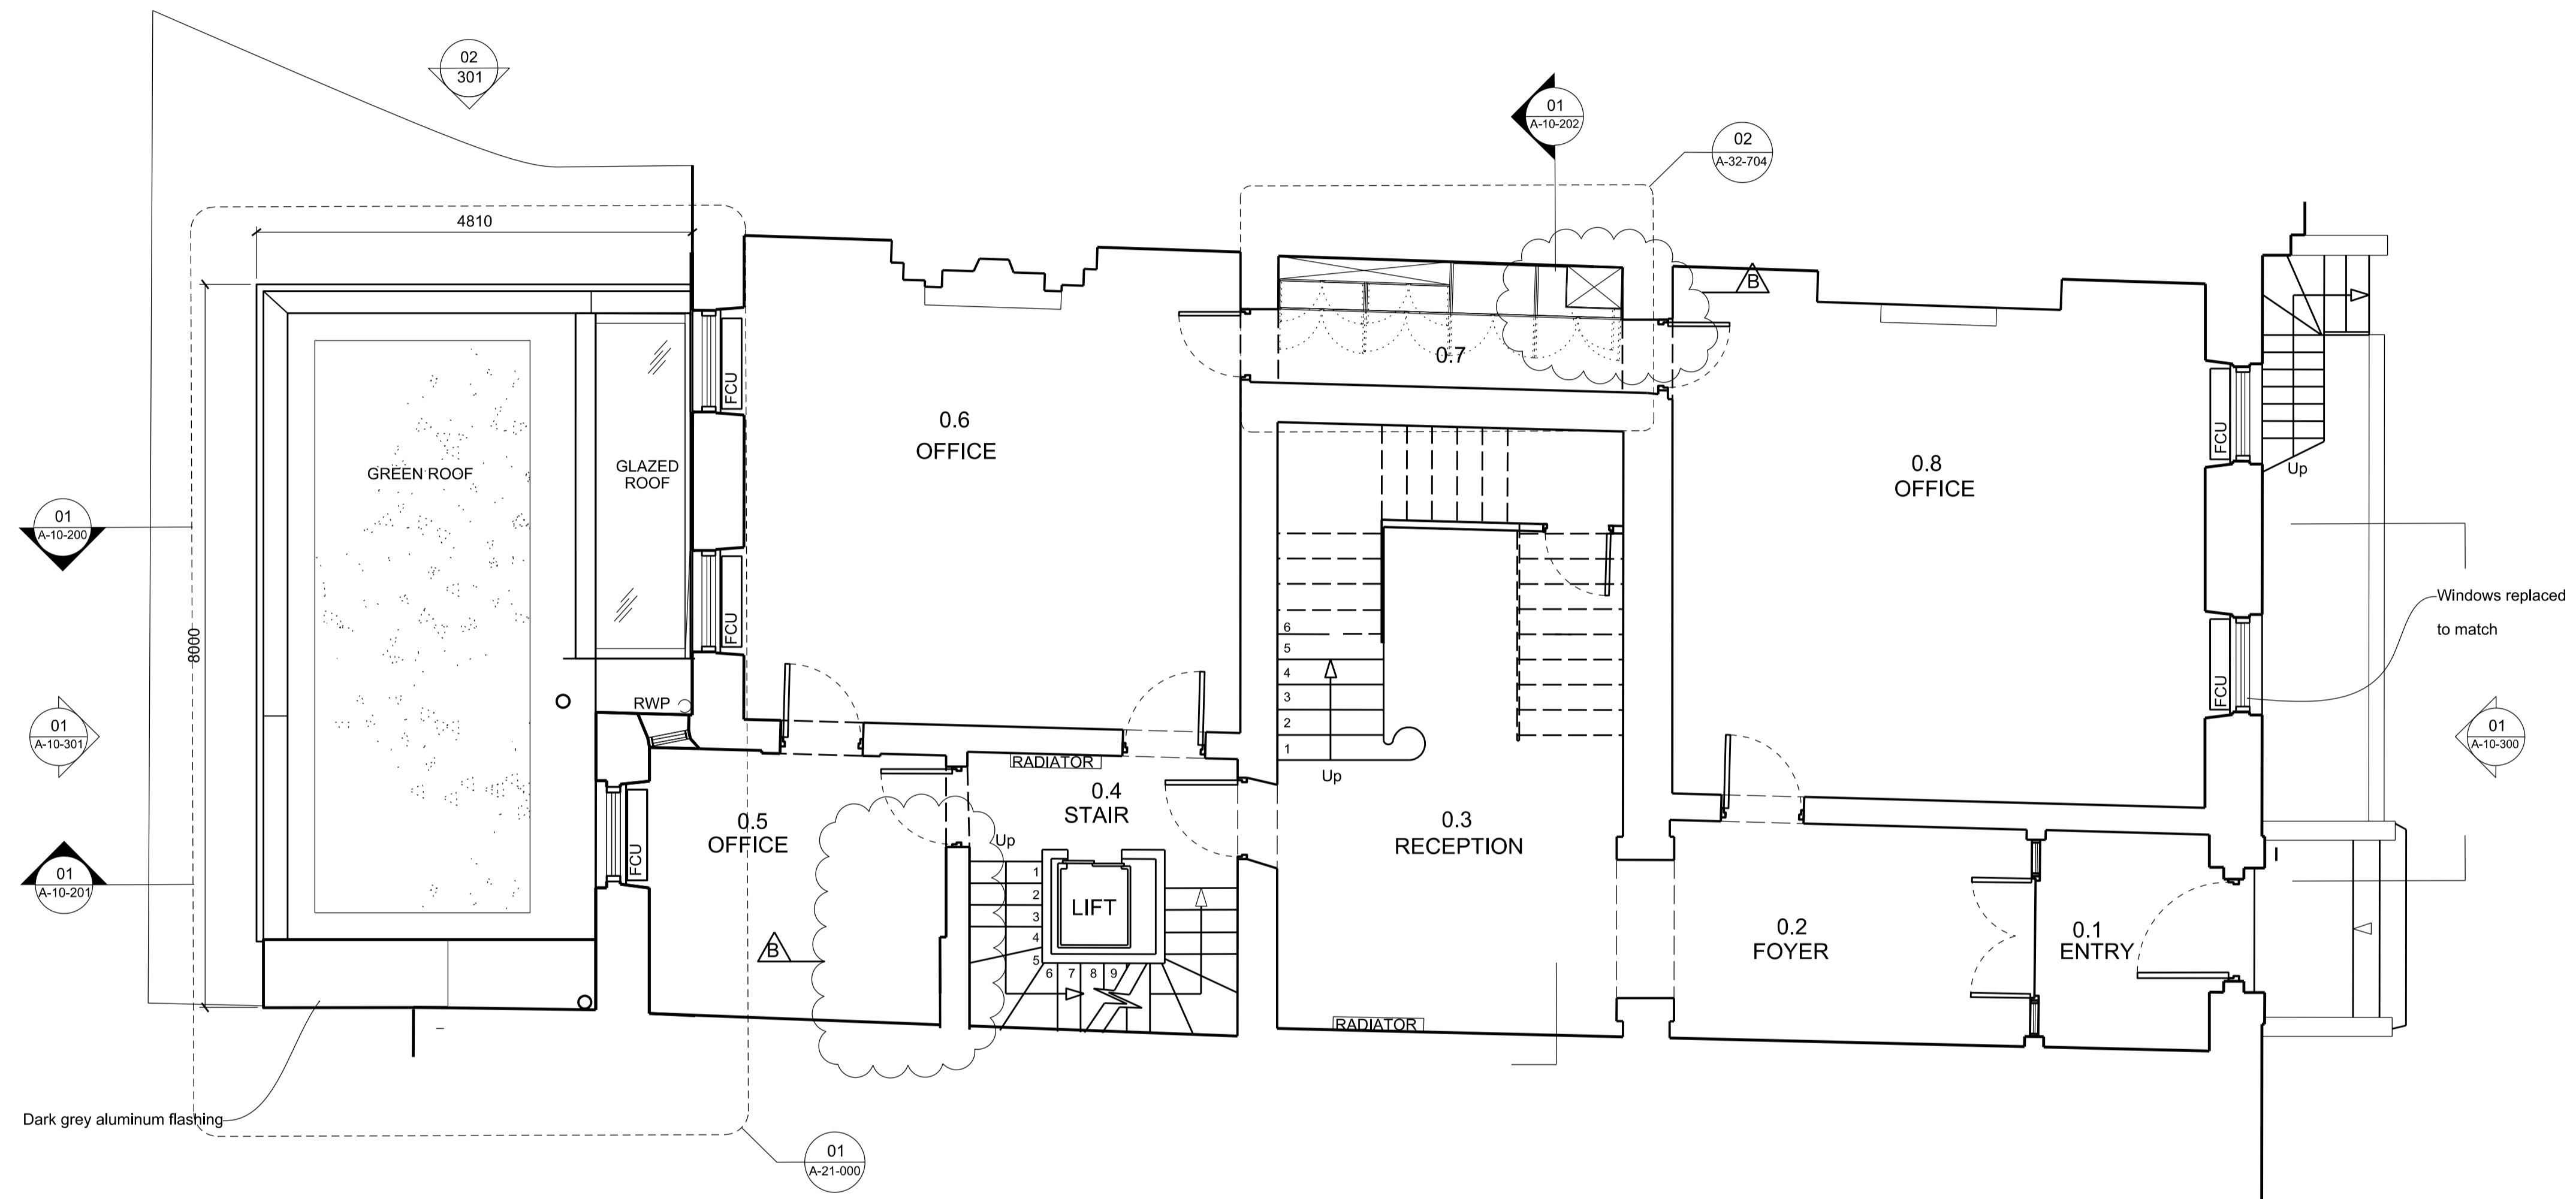 02
301
01
A-10-202
02
A-32-704
4810
B
0.7
FCU
0.6
OFFICE
GREEN ROOF
GLAZED
ROOF
0.8
OFFICE
FCU
Up
01
A-10-200
Windows replaced
to match
8000
FCU
6
5
4
3
2
1
Up
FCU
RWP
01
A-10-301
01
A-10-300
RADIATOR
0.4
STAIR
0.5
OFFICE
Up
0.3
RECEPTION
FCU
01
A-10-201
1
2
3
4
5
6 7 8 9
LIFT
0.2
FOYER
0.1
ENTRY
B
RADIATOR
Dark grey aluminum flashing
01
A-21-000